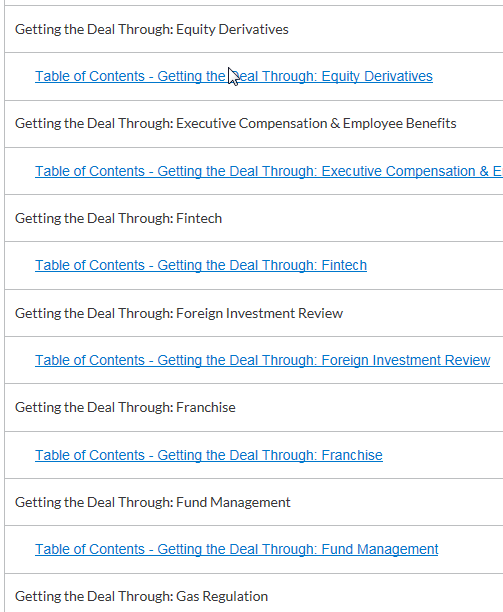 Getting the Deal Through: Equity Derivatives
Table of Contents - Getting the Deal Through: Equity Derivatives
Getting the Deal Through: Executive Compensation & Employee Benefits
Table of Contents - Getting the Deal Through: Executive Compensation & E
Getting the Deal Through: Fintech
Table of Contents - Getting the Deal Through: Fintech
Getting the Deal Through: Foreign Investment Review
Table of Contents - Getting the Deal Through: Foreign Investment Review
Getting the Deal Through: Franchise
Table of Contents - Getting the Deal Through: Franchise
Getting the Deal Through: Fund Management
Table of Contents - Getting the Deal Through: Fund Management
Getting the Deal Through: Gas Regulation